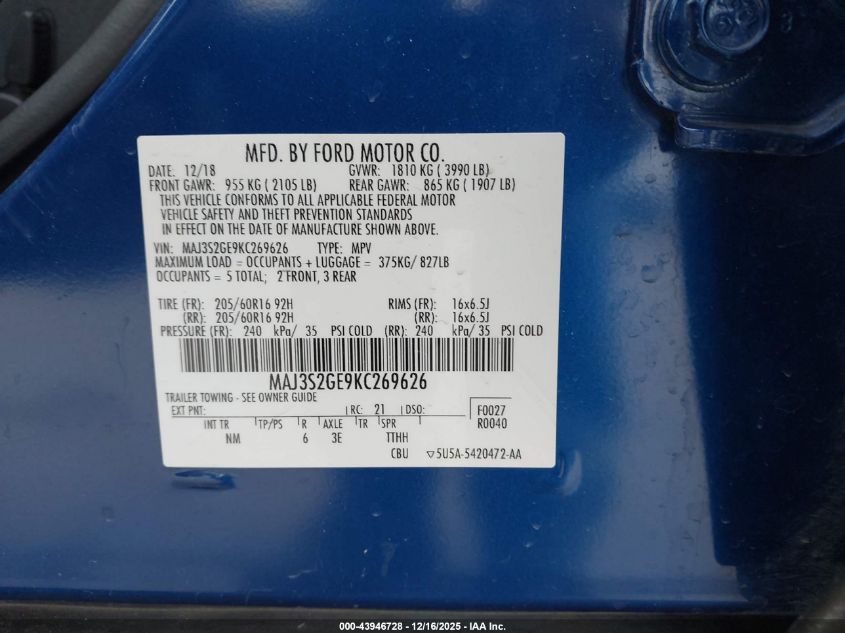 MFD. BY FORD MOTOR CO.
DATE: 12/18 GVWR: 1810 KG ( 3990 LB)
FRONT GAWR: 955 KG ( 2105 LB) REAR GAWR: 865 KG ( 1907 LB)
THIS VEHICLE CONFORMS TO ALL APPLICABLE FEDERAL MOTOR
VEHICLE SAFETY AND THEFT PREVENTION STANDARDS
IN EFFECT ON THE DATE OF MANUFACTURE SHOWN ABOVE.
VIN: MAJ3S2GE9KC269626 TYPE: MPV
MAXIMUM LOAD = OCCUPANTS + LUGGAGE = 375KG/ 827LB
OCCUPANTS = 5 TOTAL; 2 FRONT, 3 REAR
TIRE (FR): 205/60R16 92H RIMS (FR): 16x6.5J
(RR): 205/60R16 92H (RR): 16x6.5J
PRESSURE (FR): 240 kPa/ 35 PSI COLD (RR): 240 kPa/ 35 PSI COLD
MAJ3S2GE9KC269626
TRAILER TOWING - SEE OWNER GUIDE
EXT PNT: RC: 21 DSO: F0027
R0040
INT TR TP/PS R AXLE TR SPR
NM 6 3E TTHH
CBU ▽5U5A-5420472-AA
000-43946728 - 12/16/2025 - IAA Inc.